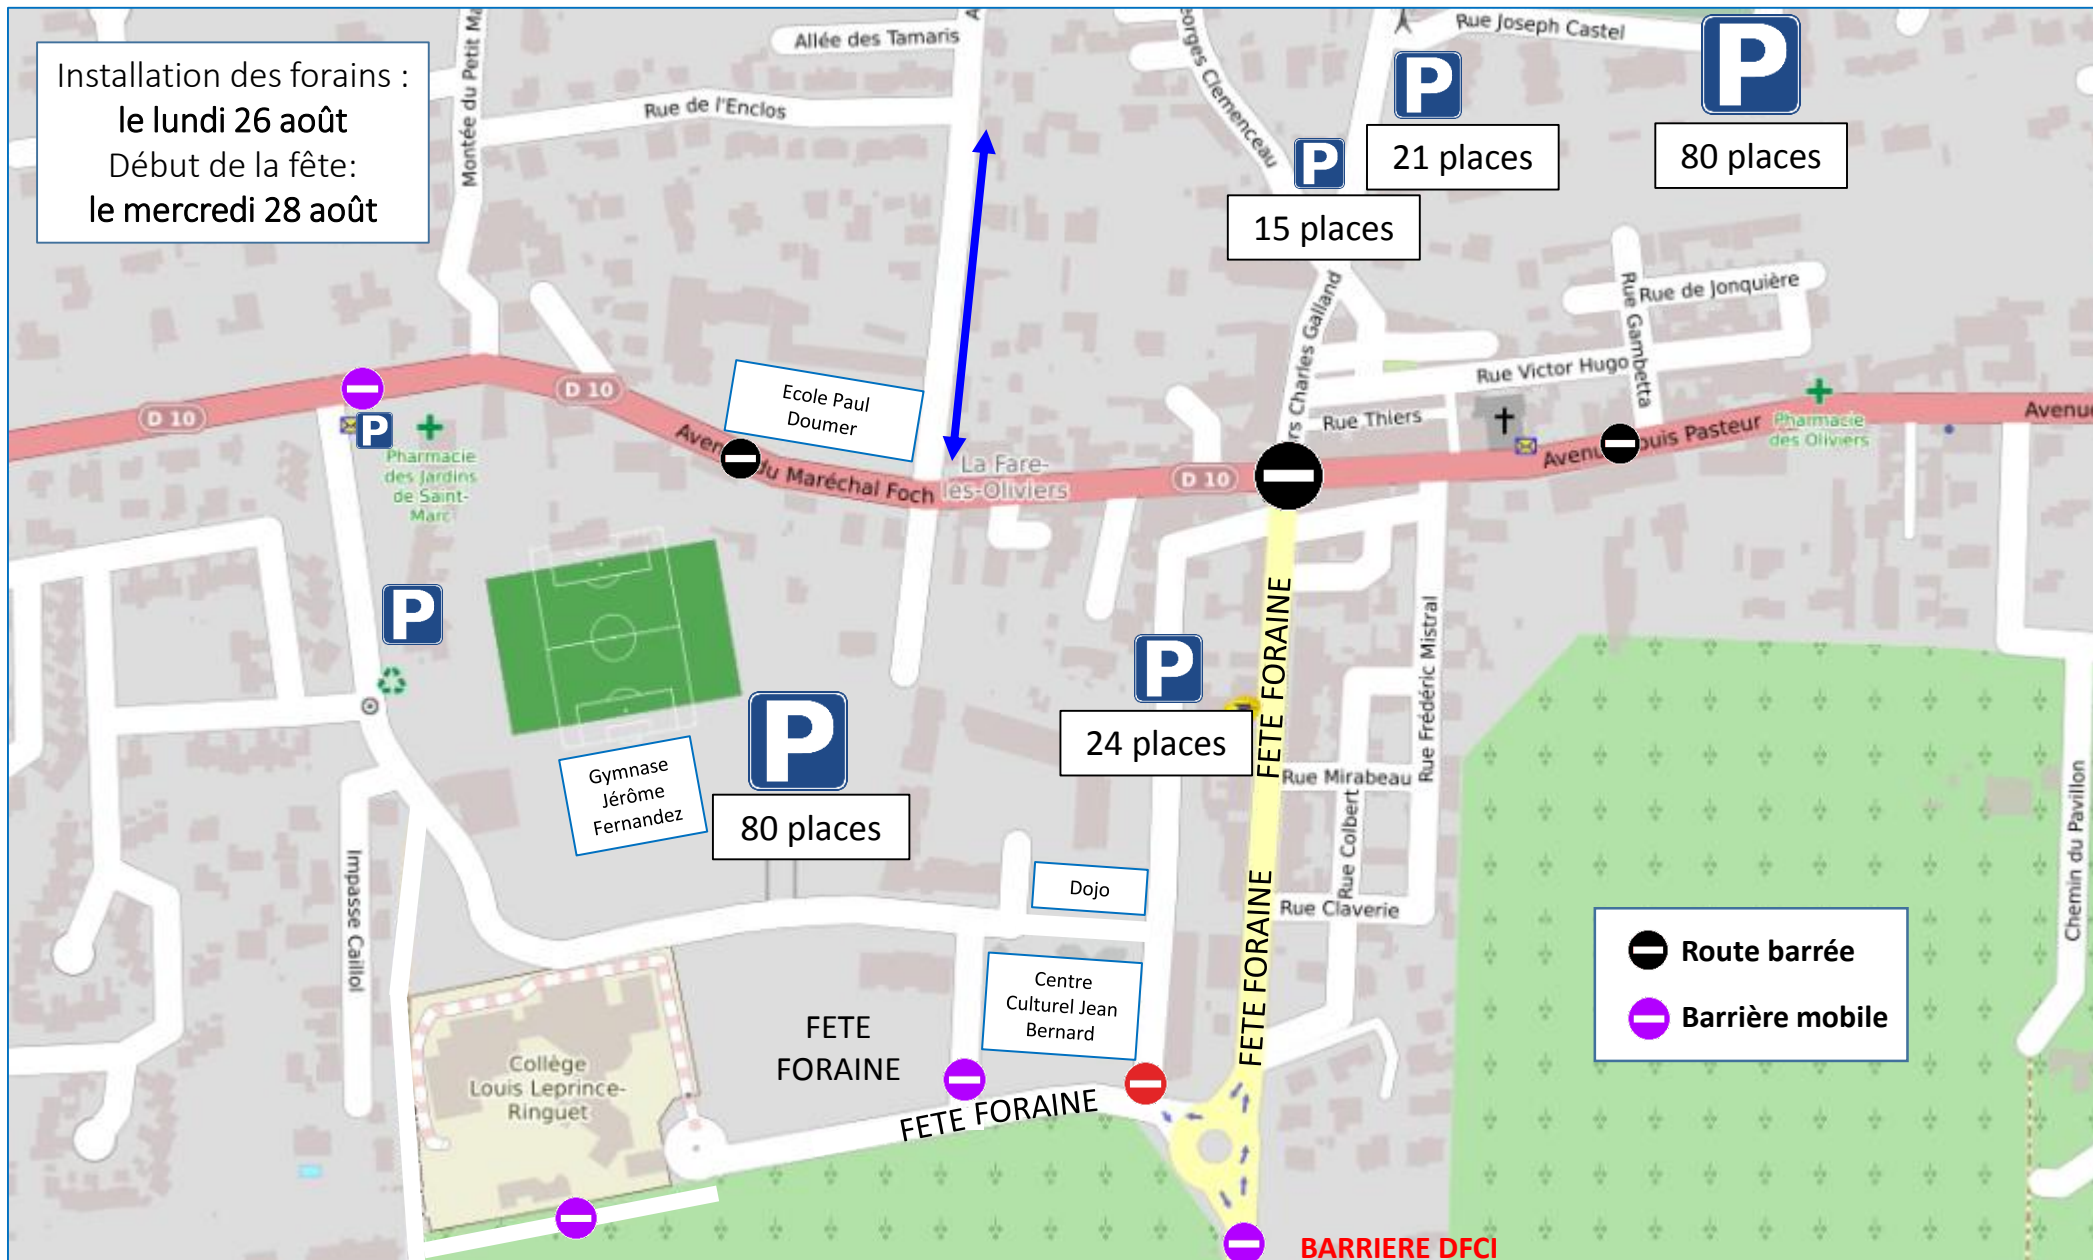 Installation des forains :
le lundi 26 août
Début de la fête:
le mercredi 28 août
Allée des Tamaris
Rue de l'Enclos
Rue Joseph Castel
P
P
P
21 places
80 places
15 places
Georges Clemenceau
Rue de Jonquière
Rue Gambetta
Rue Victor Hugo
Rue Thiers
Charles Galland
D 10
D 10
D 10
Ecole Paul
Doumer
P
Pharmacie
des Jardins
de Saint-
Marc
du Maréchal Foch
La Fare-
les-Oliviers
Louis Pasteur
Pharmacie
des Oliviers
Avenue
P
P
P
24 places
80 places
Gymnase
Jérôme
Fernandez
FETE FORAINE
FETE FORAINE
FETE FORAINE
Rue Frédéric Mistral
Rue Mirabeau
Rue Colbert
Rue Claverie
Chemin du Pavillon
Impasse Caillol
Dojo
Centre
Culturel Jean
Bernard
FETE
FORAINE
FETE FORAINE
Collège
Louis Leprince-
Ringuet
Route barrée
Barrière mobile
BARRIERE DFCI